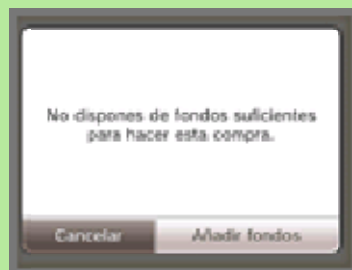 No dispones de fondos suficientes
para hacer esta compra.
Cancelar
Añadir fondos